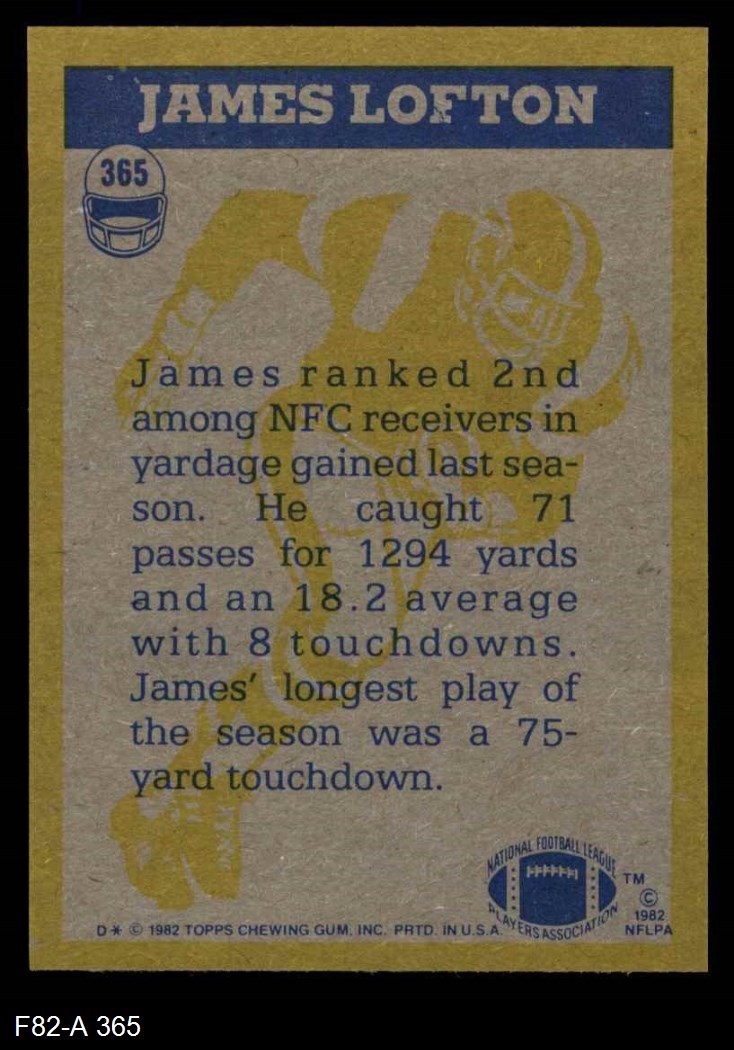 JAMES LOFTON
365
James ranked 2nd
among NFC receivers in
yardage gained last sea-
son. He caught 71
passes for 1294 yards
and an 18.2 average
with 8 touchdowns.
James' longest play of
the season was a 75-
yard touchdown.
NATIONAL FOOTBALL LEAGUE
PLAYERS ASSOCIATION
TM
©
1982
NFLPA
D* © 1982 TOPPS CHEWING GUM, INC. PRTD. IN U.S.A.
F82-A 365